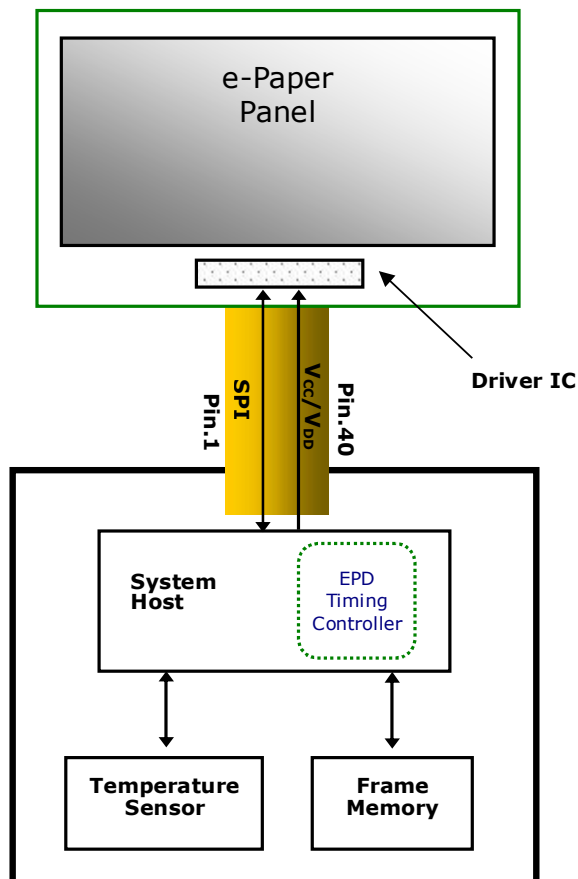 e-Paper
Panel
Driver IC
Pin.1
SPI
VCC/VDD
Pin.40
System
Host
EPD
Timing
Controller
Temperature
Sensor
Frame
Memory